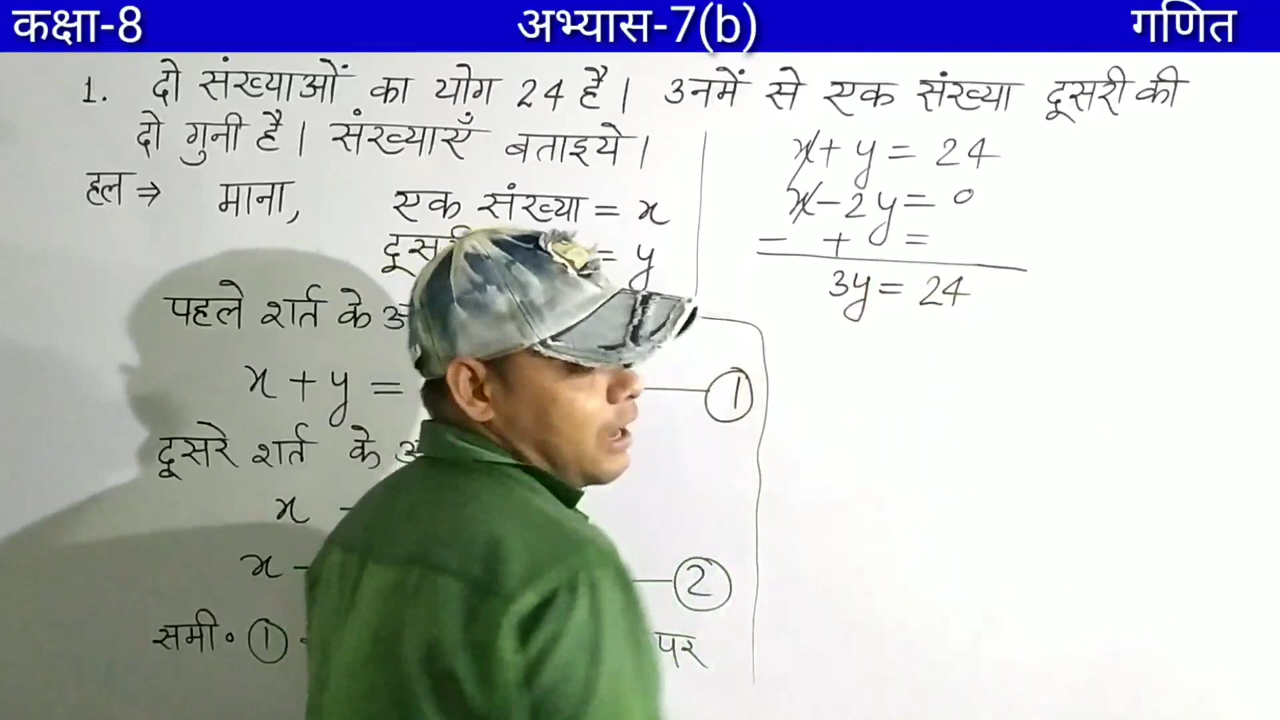 कक्षा-8 अभ्यास-7(b) गणित
1. दो संख्याओं का योग 24 है। उनमें से एक संख्या दूसरी की
दो गुनी है। संख्याएँ बताइये।
हल ⇒ माना, एक संख्या = x
= y
पहले शर्त के
x + y =
①
दूसरे शर्त के
x
x -
②
समी० ①
पर
x + y = 24
x - 2y = 0
- + =
3y = 24